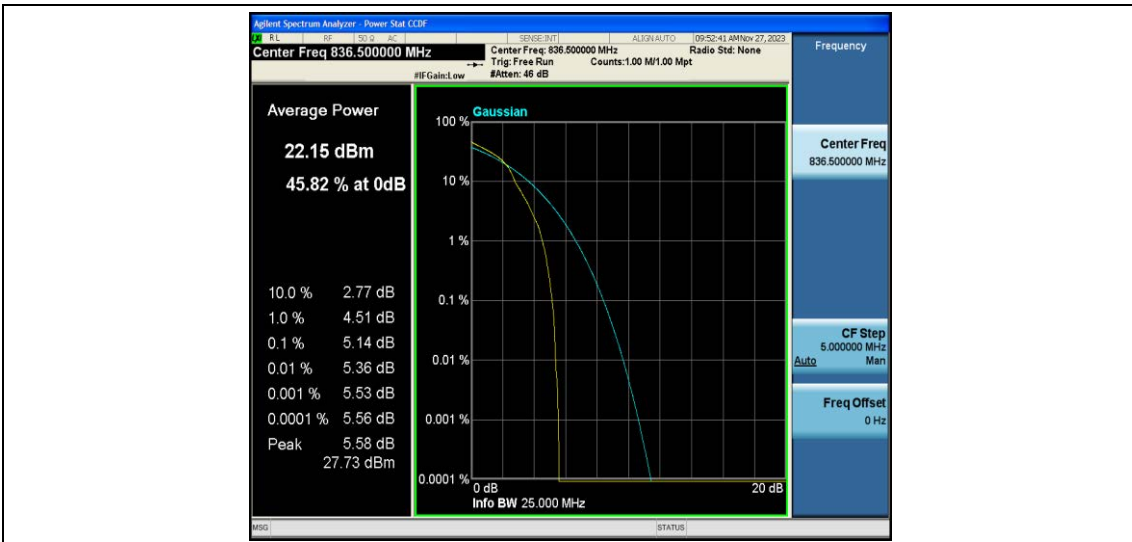 Agilent Spectrum Analyzer - Power Stat CCDF
RL RF 50 Ω AC SENSE:INT ALIGNAUTO 09:52:41 AM Nov 27, 2023
Center Freq 836.500000 MHz
Center Freq: 836.500000 MHz Radio Std: None
Trig: Free Run Counts:1.00 M/1.00 Mpt
#IFGain:Low #Atten: 46 dB
Frequency
Center Freq
836.500000 MHz
CF Step
5.000000 MHz
Auto Man
Freq Offset
0 Hz
Average Power
22.15 dBm
45.82 % at 0dB
10.0 % 2.77 dB
1.0 % 4.51 dB
0.1 % 5.14 dB
0.01 % 5.36 dB
0.001 % 5.53 dB
0.0001 % 5.56 dB
Peak 5.58 dB
27.73 dBm
Gaussian
100 %
10 %
1 %
0.1 %
0.01 %
0.001 %
0.0001 %
0 dB 20 dB
Info BW 25.000 MHz
MSG STATUS